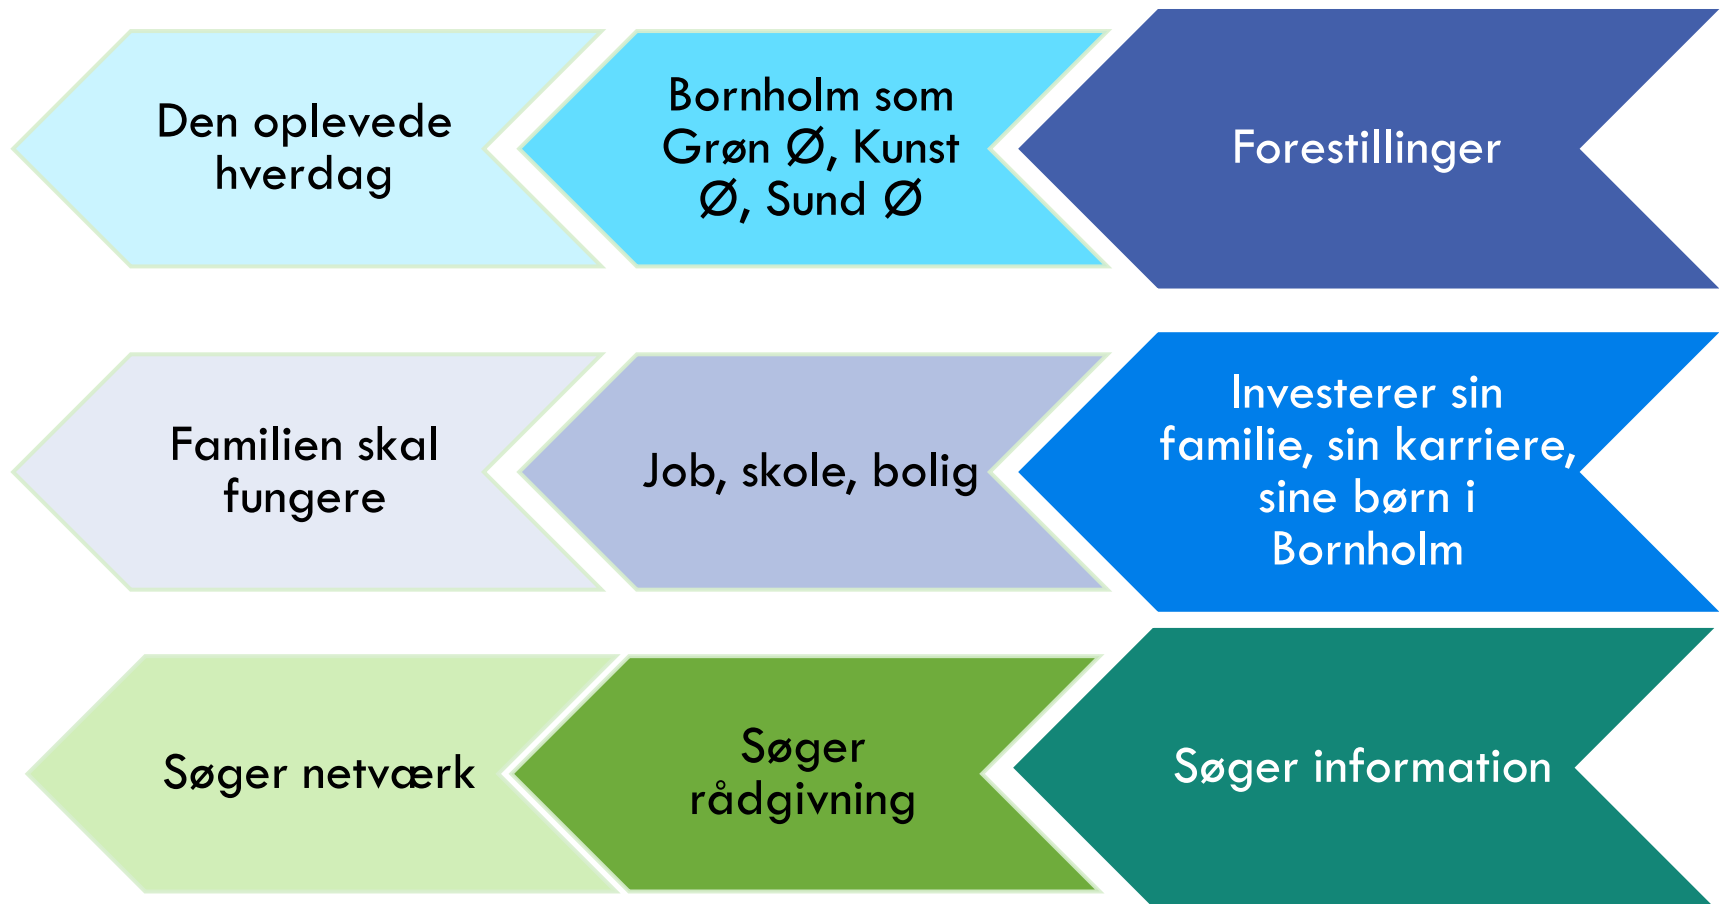 Den oplevede
hverdag
Bornholm som
Grøn Ø, Kunst
Ø, Sund Ø
Forestillinger
Familien skal
fungere
Job, skole, bolig
Investerer sin
familie, sin karriere,
sine børn i
Bornholm
Søger netværk
Søger
rådgivning
Søger information